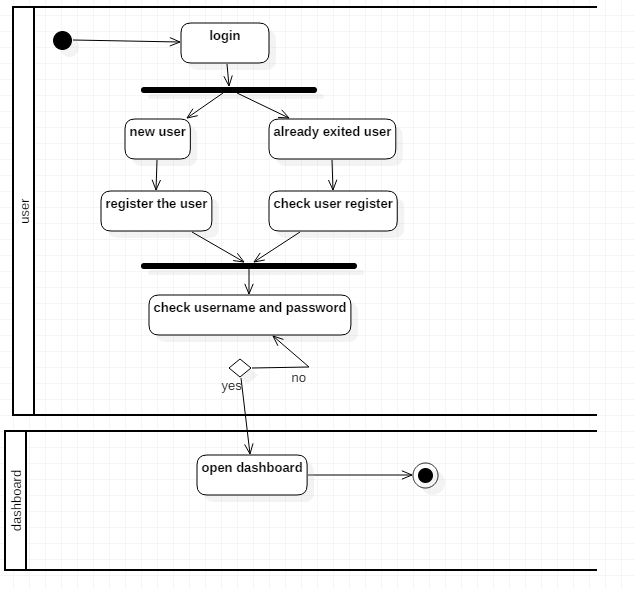 login
new user
already exited user
register the user
check user register
user
check username and password
no
yes
open dashboard
dashboard